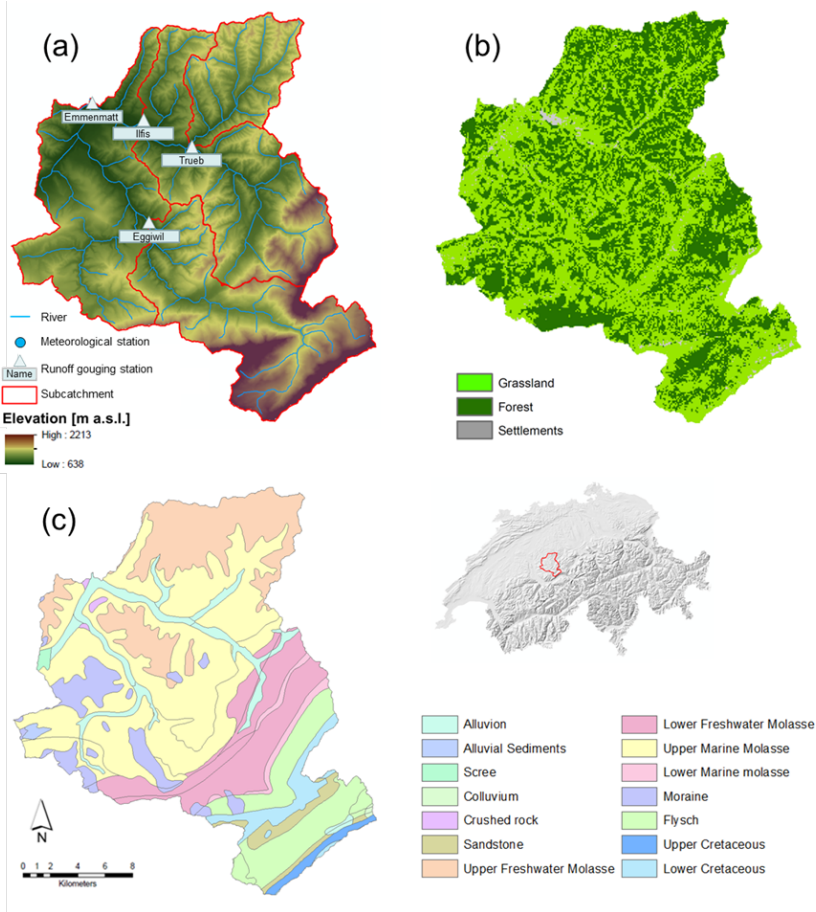 (a)
Emmenmatt
Ilfis
Trueb
Eggiwil
River
Meteorological station
Runoff gouging station
Name
Subcatchment
Elevation [m a.s.l.]
High : 2213
Low : 638
(b)
Grassland
Forest
Settlements
(c)
N
0 1 2 4 6 8
Kilometers
Alluvion
Alluvial Sediments
Scree
Colluvium
Crushed rock
Sandstone
Upper Freshwater Molasse
Lower Freshwater Molasse
Upper Marine Molasse
Lower Marine molasse
Moraine
Flysch
Upper Cretaceous
Lower Cretaceous